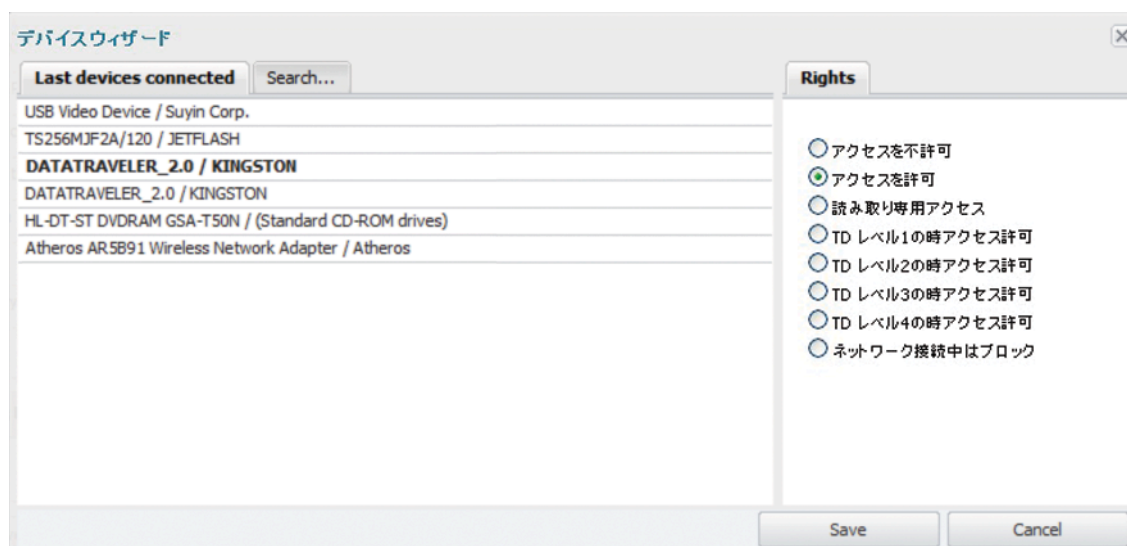 デバイスウィザード
Last devices connected Search...
USB Video Device / Suyin Corp.
TS256MJF2A/120 / JETFLASH
DATATRAVELER_2.0 / KINGSTON
DATATRAVELER_2.0 / KINGSTON
HL-DT-ST DVDRAM GSA-T50N / (Standard CD-ROM drives)
Atheros AR5B91 Wireless Network Adapter / Atheros
Rights
アクセスを不許可
アクセスを許可
読み取り専用アクセス
TD レベル1の時アクセス許可
TD レベル2の時アクセス許可
TD レベル3の時アクセス許可
TD レベル4の時アクセス許可
ネットワーク接続中はブロック
Save Cancel